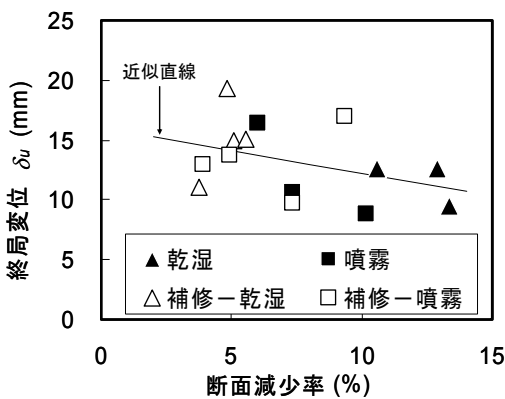 25
20
15
10
5
0
終局変位 δu (mm)
近似直線
▲ 乾湿 ■ 噴霧
△ 補修－乾湿 □ 補修－噴霧
0 5 10 15
断面減少率 (%)